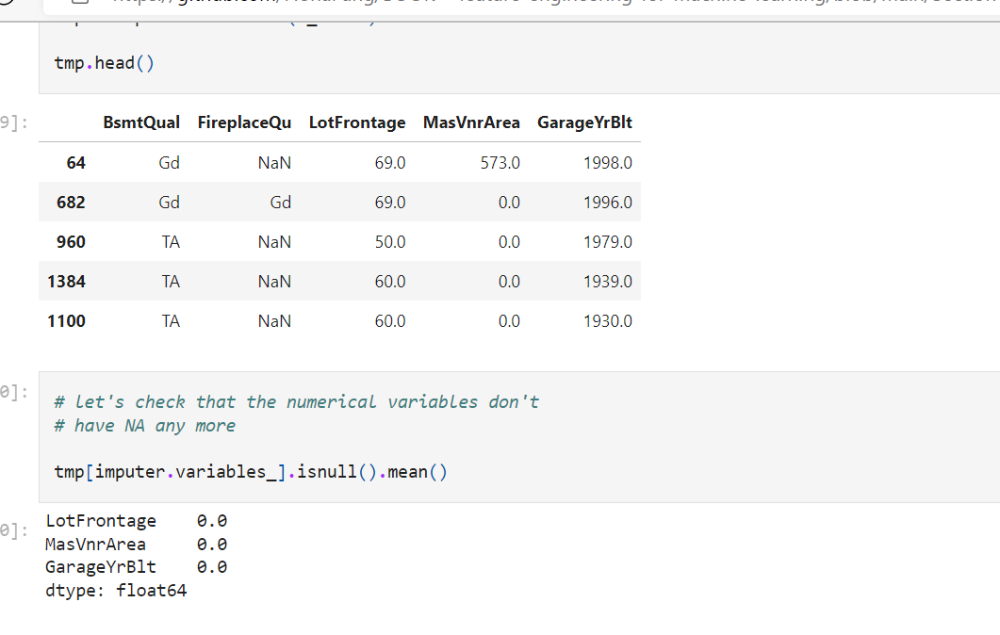 tmp.head()
9]:
BsmtQual FireplaceQu LotFrontage MasVnrArea GarageYrBlt
64 Gd NaN 69.0 573.0 1998.0
682 Gd Gd 69.0 0.0 1996.0
960 TA NaN 50.0 0.0 1979.0
1384 TA NaN 60.0 0.0 1939.0
1100 TA NaN 60.0 0.0 1930.0
0]:
# let's check that the numerical variables don't
# have NA any more
tmp[imputer.variables_].isnull().mean()
0]:
LotFrontage 0.0
MasVnrArea 0.0
GarageYrBlt 0.0
dtype: float64